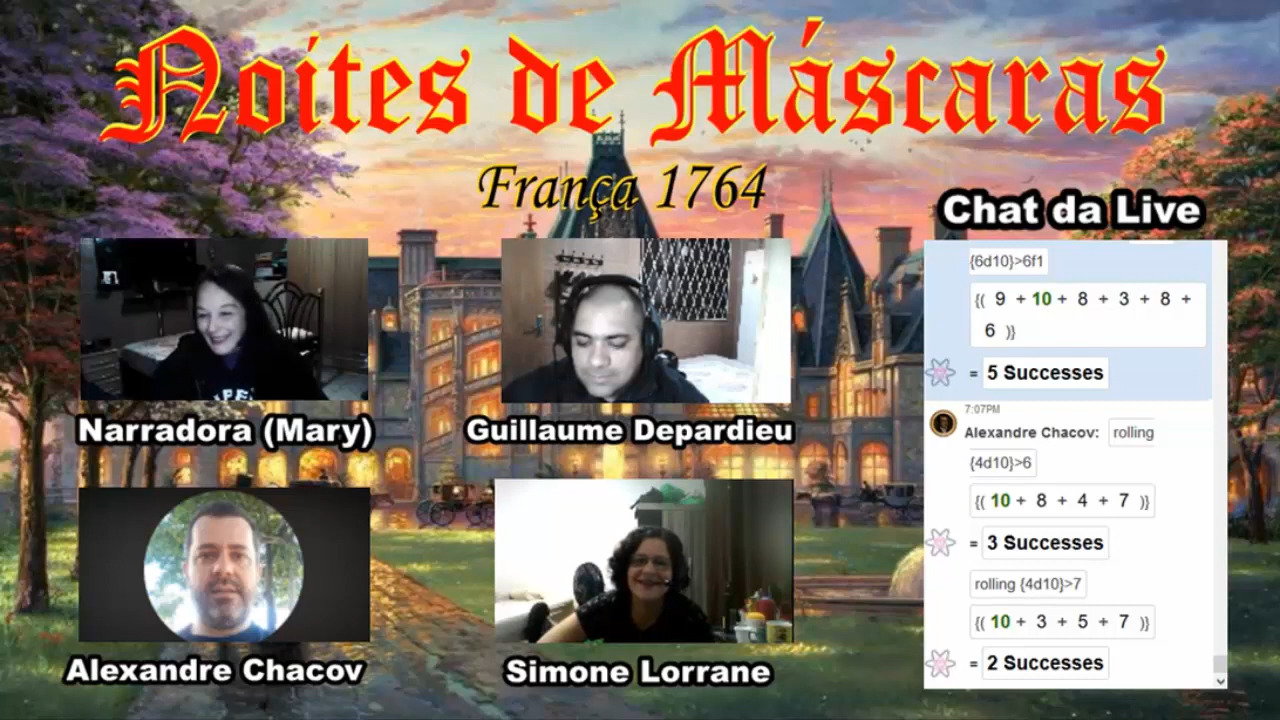 Noites de Máscaras
França 1764
Chat da Live
{6d10}>6f1
{( 9 + 10 + 8 + 3 + 8 +
6 )}
= 5 Successes
7:07PM
Alexandre Chacov: rolling
{4d10}>6
{( 10 + 8 + 4 + 7 )}
= 3 Successes
rolling {4d10}>7
{( 10 + 3 + 5 + 7 )}
= 2 Successes
Narradora (Mary)
Guillaume Depardieu
Alexandre Chacov
Simone Lorrane